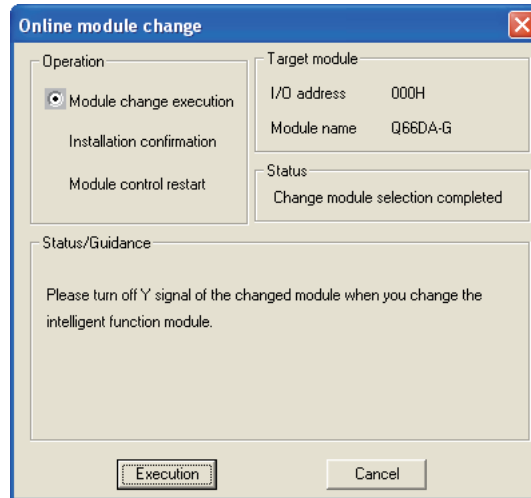 Online module change
Operation
Module change execution
Installation confirmation
Module control restart
Target module
I/O address 000H
Module name Q66DA-G
Status
Change module selection completed
Status/Guidance
Please turn off Y signal of the changed module when you change the
intelligent function module.
Execution Cancel